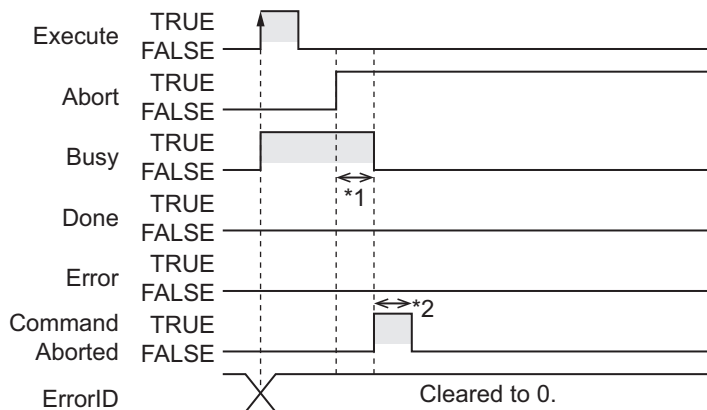 Execute TRUE
FALSE
Abort TRUE
FALSE
Busy TRUE
FALSE
*1
Done TRUE
FALSE
Error TRUE
FALSE
*2
Command TRUE
Aborted FALSE
ErrorID Cleared to 0.